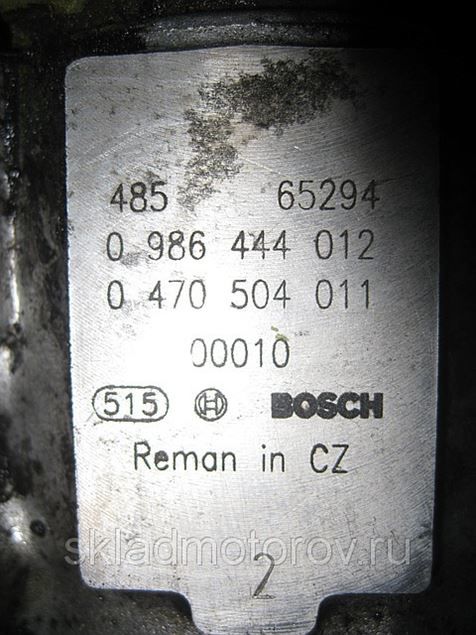 485 65294
0 986 444 012
0 470 504 011
00010
515 H BOSCH
Reman in CZ
skladmotorov.ru
2